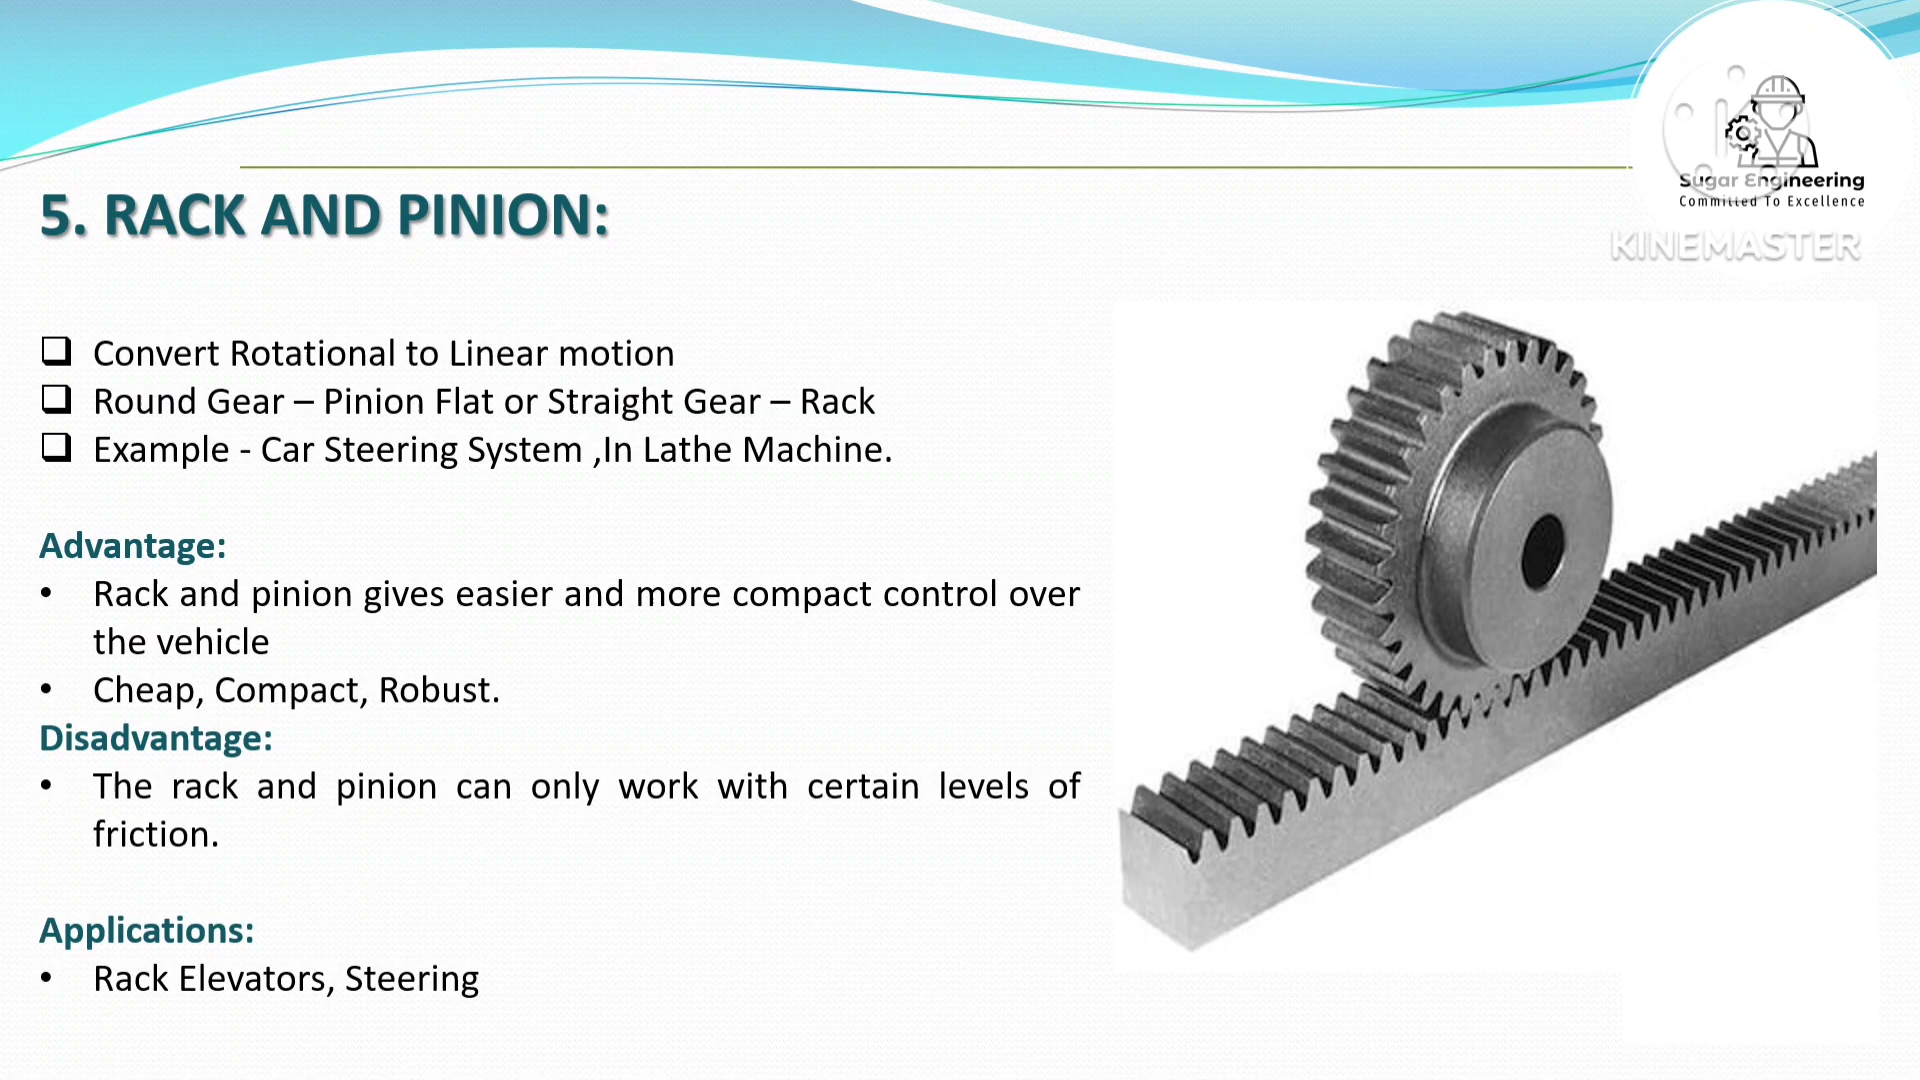 Sugar Engineering
Committed To Excellence
KINEMASTER
5. RACK AND PINION:
❑ Convert Rotational to Linear motion
❑ Round Gear – Pinion Flat or Straight Gear – Rack
❑ Example - Car Steering System ,In Lathe Machine.
Advantage:
• Rack and pinion gives easier and more compact control over
the vehicle
• Cheap, Compact, Robust.
Disadvantage:
• The rack and pinion can only work with certain levels of
friction.
Applications:
• Rack Elevators, Steering